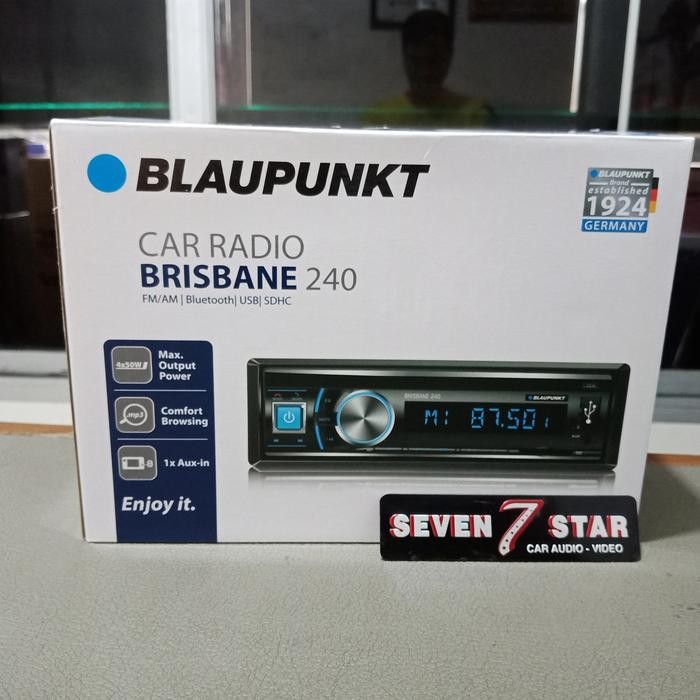 BLAUPUNKT
BLAUPUNKT
Brand
established
1924
GERMANY
CAR RADIO
BRISBANE 240
FM/AM | Bluetooth| USB| SDHC
4x50W
Max.
Output
Power
.mp3
Comfort
Browsing
1x Aux-in
Enjoy it.
BRISBANE 240
BLAUPUNKT
M1 87.50
SEVEN 7 STAR
CAR AUDIO - VIDEO